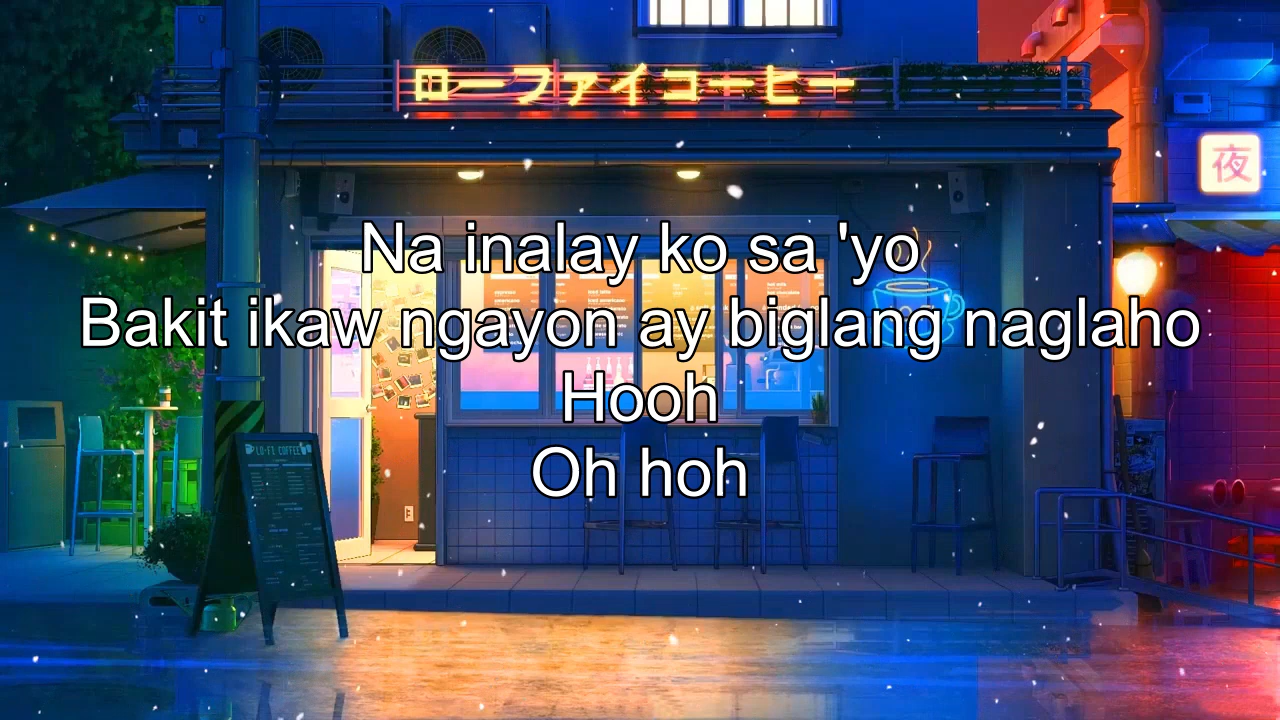 ローファイコーヒー
夜
Na inalay ko sa 'yo
Bakit ikaw ngayon ay biglang naglaho
Hooh
Oh hoh
LO-FI COFFEE